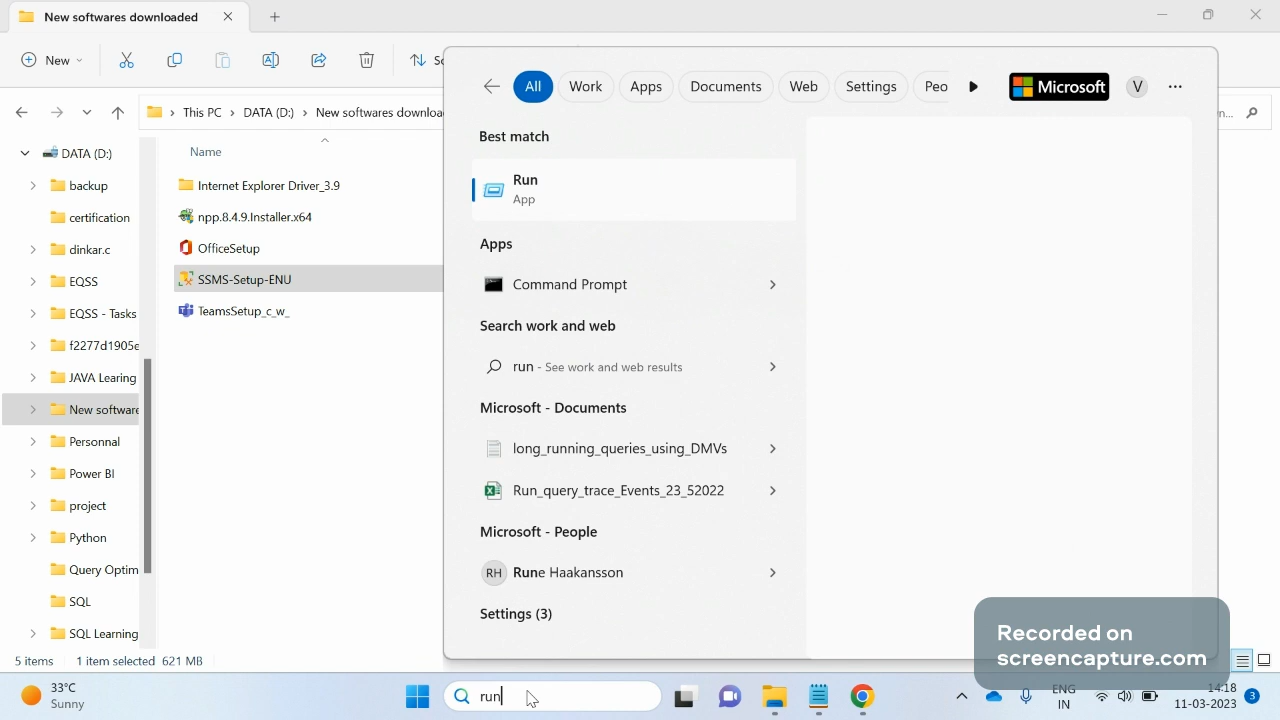 New softwares downloaded
New
All
Work
Apps
Documents
Web
Settings
Peo
Microsoft
V
This PC
DATA (D:)
New softwares downloa
n...
DATA (D:)
backup
certification
dinkar.c
EQSS
EQSS - Tasks
f2277d1905e
JAVA Learing
New software
Personnal
Power BI
project
Python
Query Optim
SQL
SQL Learning
Name
Internet Explorer Driver_3.9
npp.8.4.9.Installer.x64
OfficeSetup
SSMS-Setup-ENU
TeamsSetup_c_w_
Best match
Run
App
Apps
Command Prompt
Search work and web
run - See work and web results
Microsoft - Documents
long_running_queries_using_DMVs
Run_query_trace_Events_23_52022
Microsoft - People
RH Rune Haakansson
Settings (3)
Recorded on
screencapture.com
5 items 1 item selected 621 MB
33°C
Sunny
run
ENG
IN
14:18
11-03-2023
3